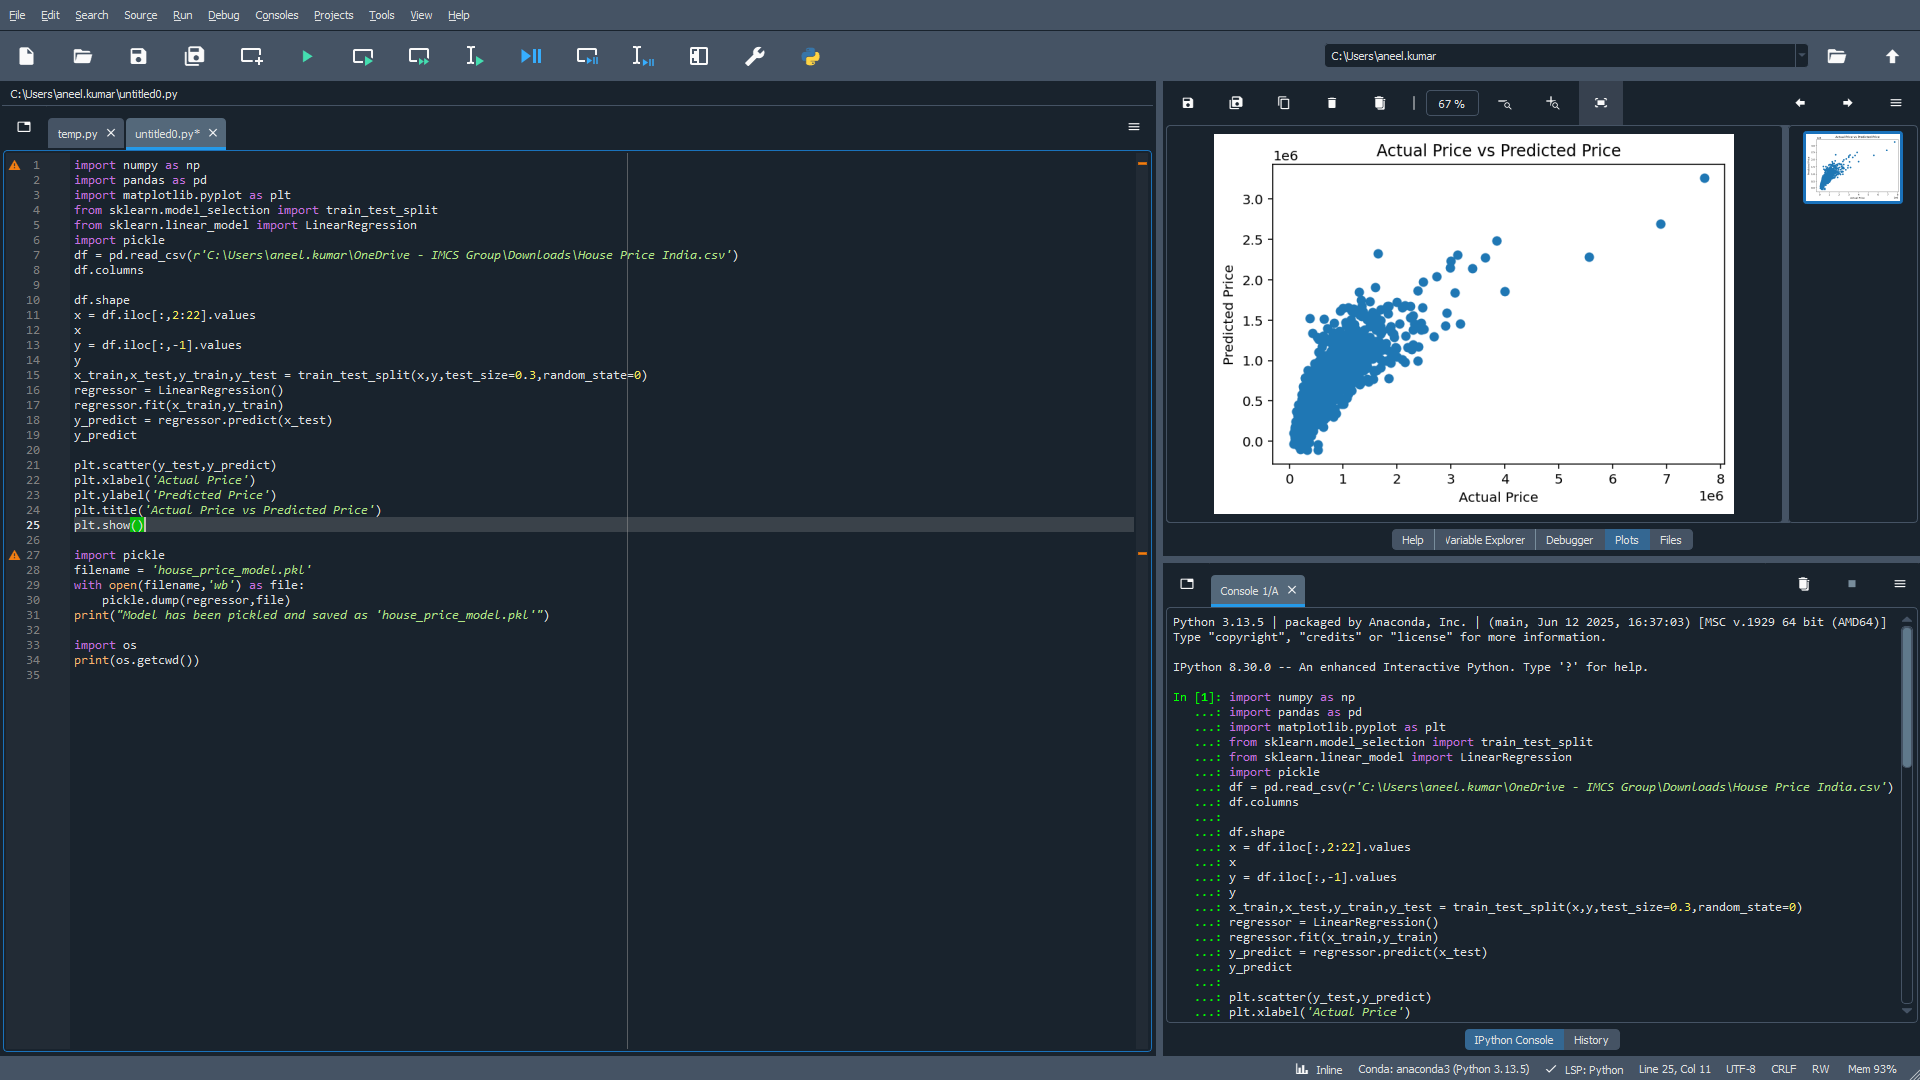 File Edit Search Source Run Debug Consoles Projects Tools View Help
C:\Users\aneel.kumar
C:\Users\aneel.kumar\untitled0.py
temp.py
untitled0.py*
1 import numpy as np
2 import pandas as pd
3 import matplotlib.pyplot as plt
4 from sklearn.model_selection import train_test_split
5 from sklearn.linear_model import LinearRegression
6 import pickle
7 df = pd.read_csv(r'C:\Users\aneel.kumar\OneDrive - IMCS Group\Downloads\House Price India.csv')
8 df.columns
9
10 df.shape
11 x = df.iloc[:,2:22].values
12 x
13 y = df.iloc[:,-1].values
14 y
15 x_train,x_test,y_train,y_test = train_test_split(x,y,test_size=0.3,random_state=0)
16 regressor = LinearRegression()
17 regressor.fit(x_train,y_train)
18 y_predict = regressor.predict(x_test)
19 y_predict
20
21 plt.scatter(y_test,y_predict)
22 plt.xlabel('Actual Price')
23 plt.ylabel('Predicted Price')
24 plt.title('Actual Price vs Predicted Price')
25 plt.show()
26
27 import pickle
28 filename = 'house_price_model.pkl'
29 with open(filename,'wb') as file:
30     pickle.dump(regressor,file)
31 print("Model has been pickled and saved as 'house_price_model.pkl'")
32
33 import os
34 print(os.getcwd())
35
67 %
Actual Price vs Predicted Price
1e6
3.0
2.5
2.0
1.5
1.0
0.5
0.0
Predicted Price
0 1 2 3 4 5 6 7 8
Actual Price
1e6
Help Variable Explorer Debugger Plots Files
Console 1/A
Python 3.13.5 | packaged by Anaconda, Inc. | (main, Jun 12 2025, 16:37:03) [MSC v.1929 64 bit (AMD64)]
Type "copyright", "credits" or "license" for more information.
IPython 8.30.0 -- An enhanced Interactive Python. Type '?' for help.
In [1]: import numpy as np
...: import pandas as pd
...: import matplotlib.pyplot as plt
...: from sklearn.model_selection import train_test_split
...: from sklearn.linear_model import LinearRegression
...: import pickle
...: df = pd.read_csv(r'C:\Users\aneel.kumar\OneDrive - IMCS Group\Downloads\House Price India.csv')
...: df.columns
...:
...: df.shape
...: x = df.iloc[:,2:22].values
...: x
...: y = df.iloc[:,-1].values
...: y
...: x_train,x_test,y_train,y_test = train_test_split(x,y,test_size=0.3,random_state=0)
...: regressor = LinearRegression()
...: regressor.fit(x_train,y_train)
...: y_predict = regressor.predict(x_test)
...: y_predict
...:
...: plt.scatter(y_test,y_predict)
...: plt.xlabel('Actual Price')
IPython Console History
Inline Conda: anaconda3 (Python 3.13.5) LSP: Python Line 25, Col 11 UTF-8 CRLF RW Mem 93%